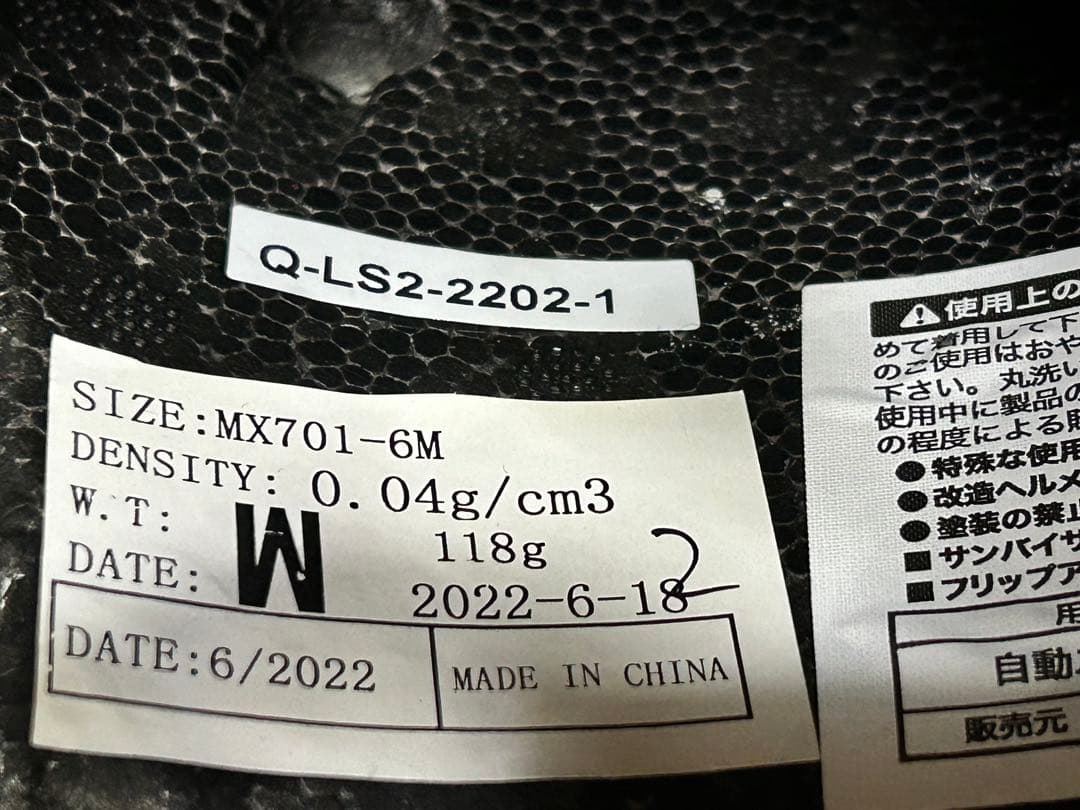 Q-LS2-2202-1
SIZE:MX701-6M
DENSITY: 0.04g/cm3
W.T: 118g
M
DATE: 2022-6-18
2
DATE:6/2022
MADE IN CHINA
⚠使用上の
めて着用して下
のご使用はおや
下さい。丸洗い
使用中に製品の
の程度による
●特殊な使用
●改造ヘルメ
●塗装の禁止
■サンバイザ
■フリップア
用
自動
販売元